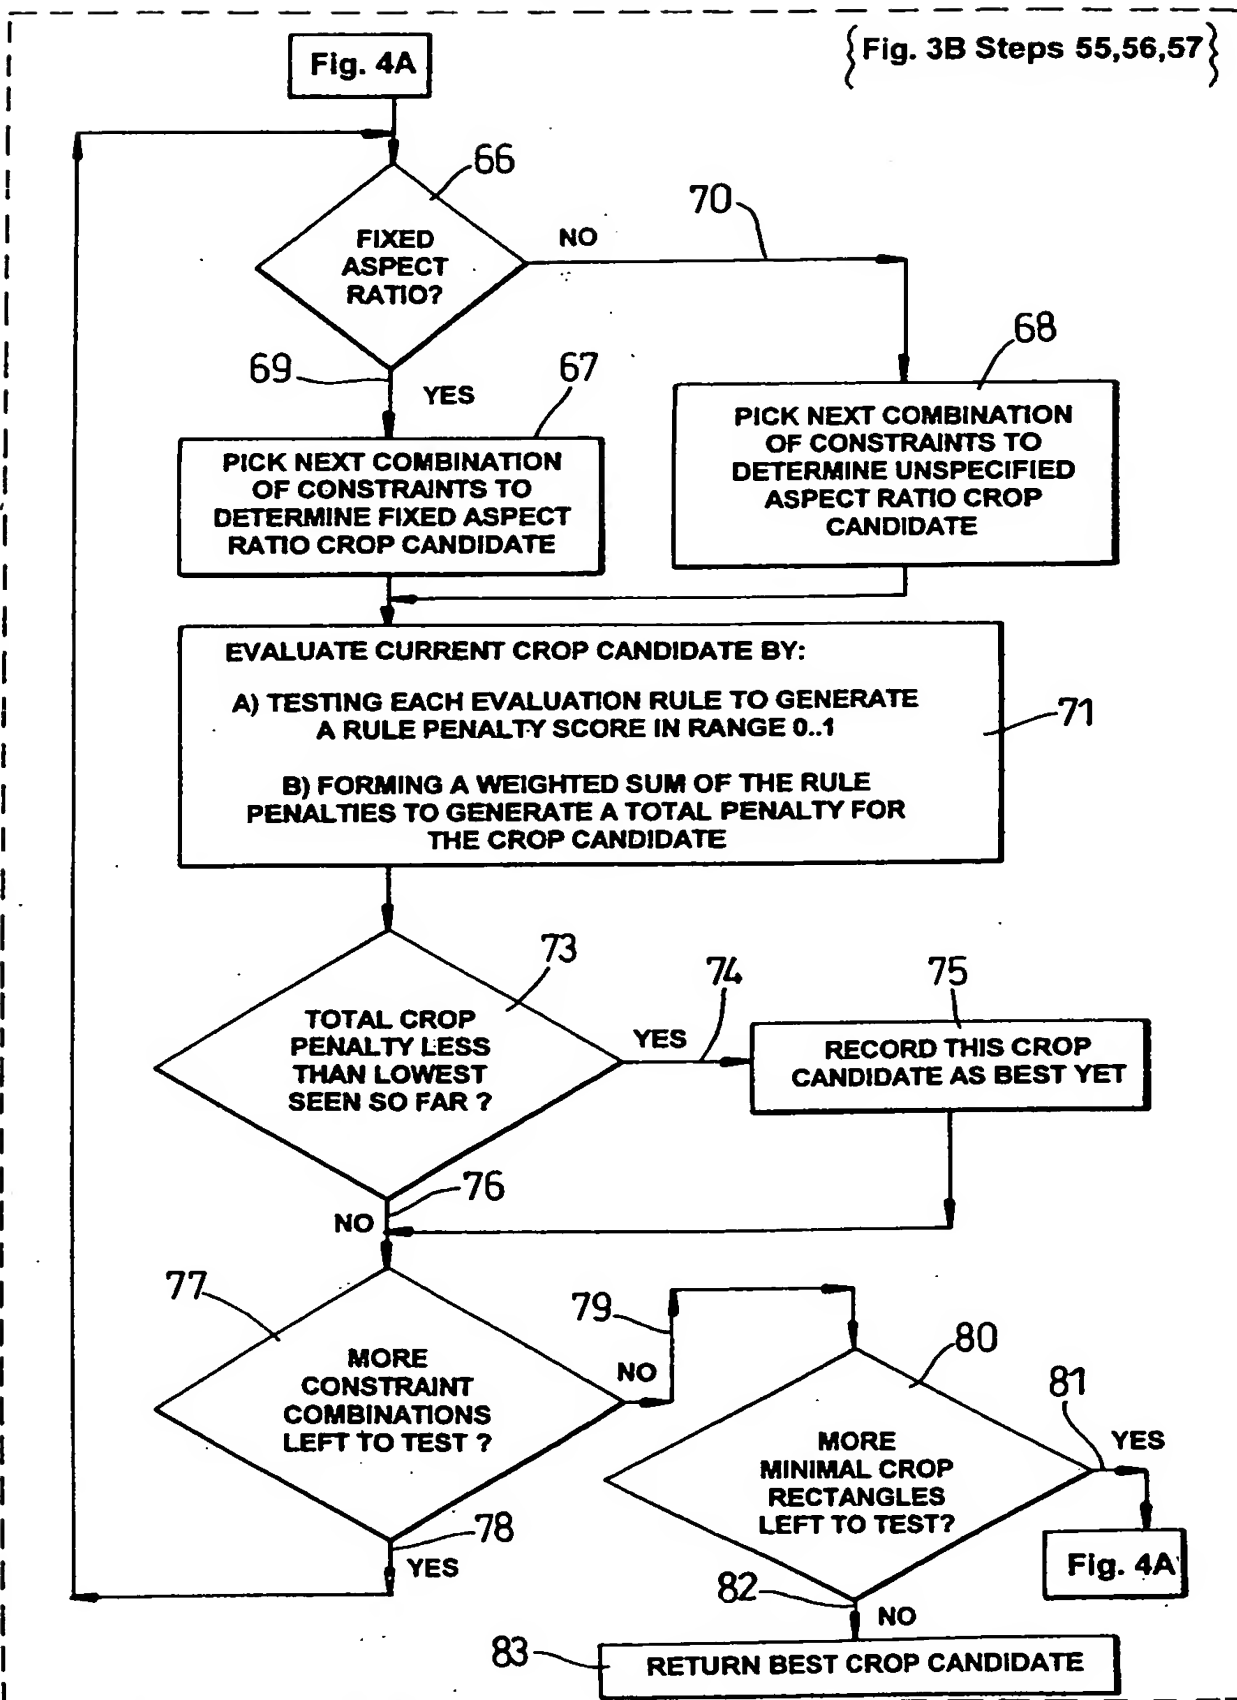 Fig. 4A
{Fig. 3B Steps 55,56,57}
66
FIXED
ASPECT
RATIO?
NO
70
69
YES
67
68
PICK NEXT COMBINATION
OF CONSTRAINTS TO
DETERMINE FIXED ASPECT
RATIO CROP CANDIDATE
PICK NEXT COMBINATION
OF CONSTRAINTS TO
DETERMINE UNSPECIFIED
ASPECT RATIO CROP
CANDIDATE
EVALUATE CURRENT CROP CANDIDATE BY:
A) TESTING EACH EVALUATION RULE TO GENERATE
A RULE PENALTY SCORE IN RANGE 0..1
B) FORMING A WEIGHTED SUM OF THE RULE
PENALTIES TO GENERATE A TOTAL PENALTY FOR
THE CROP CANDIDATE
71
73
TOTAL CROP
PENALTY LESS
THAN LOWEST
SEEN SO FAR ?
YES
74
75
RECORD THIS CROP
CANDIDATE AS BEST YET
76
NO
77
MORE
CONSTRAINT
COMBINATIONS
LEFT TO TEST ?
NO
79
78
YES
80
MORE
MINIMAL CROP
RECTANGLES
LEFT TO TEST?
81
YES
Fig. 4A
82
NO
83
RETURN BEST CROP CANDIDATE